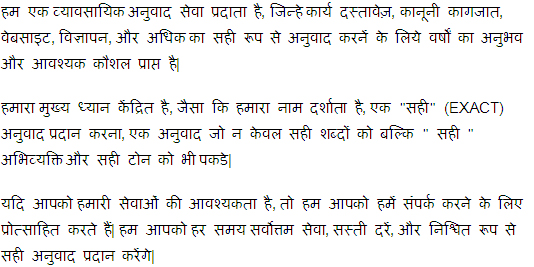 हम एक व्यावसायिक अनुवाद सेवा प्रदाता है, जिन्हे कार्य दस्तावेज़, कानूनी कागजात,
वेबसाइट, विज्ञापन, और अधिक का सही रूप से अनुवाद करनें के लिये वर्षों का अनुभव
और आवश्यक कौशल प्राप्त है|
हमारा मुख्य ध्यान केंद्रित है, जैसा कि हमारा नाम दर्शाता है, एक "सही" (EXACT)
अनुवाद प्रदान करना, एक अनुवाद जो न केवल सही शब्दों को बल्कि " सही "
अभिव्यक्ति और सही टोन को भी पकडे|
यदि आपको हमारी सेवाओं की आवश्यकता है, तो हम आपको हमें संपर्क करने के लिए
प्रोत्साहित करते हैं| हम आपको हर समय सर्वोत्तम सेवा, सस्ती दरें, और निश्चित रूप से
सही अनुवाद प्रदान करेंगे|